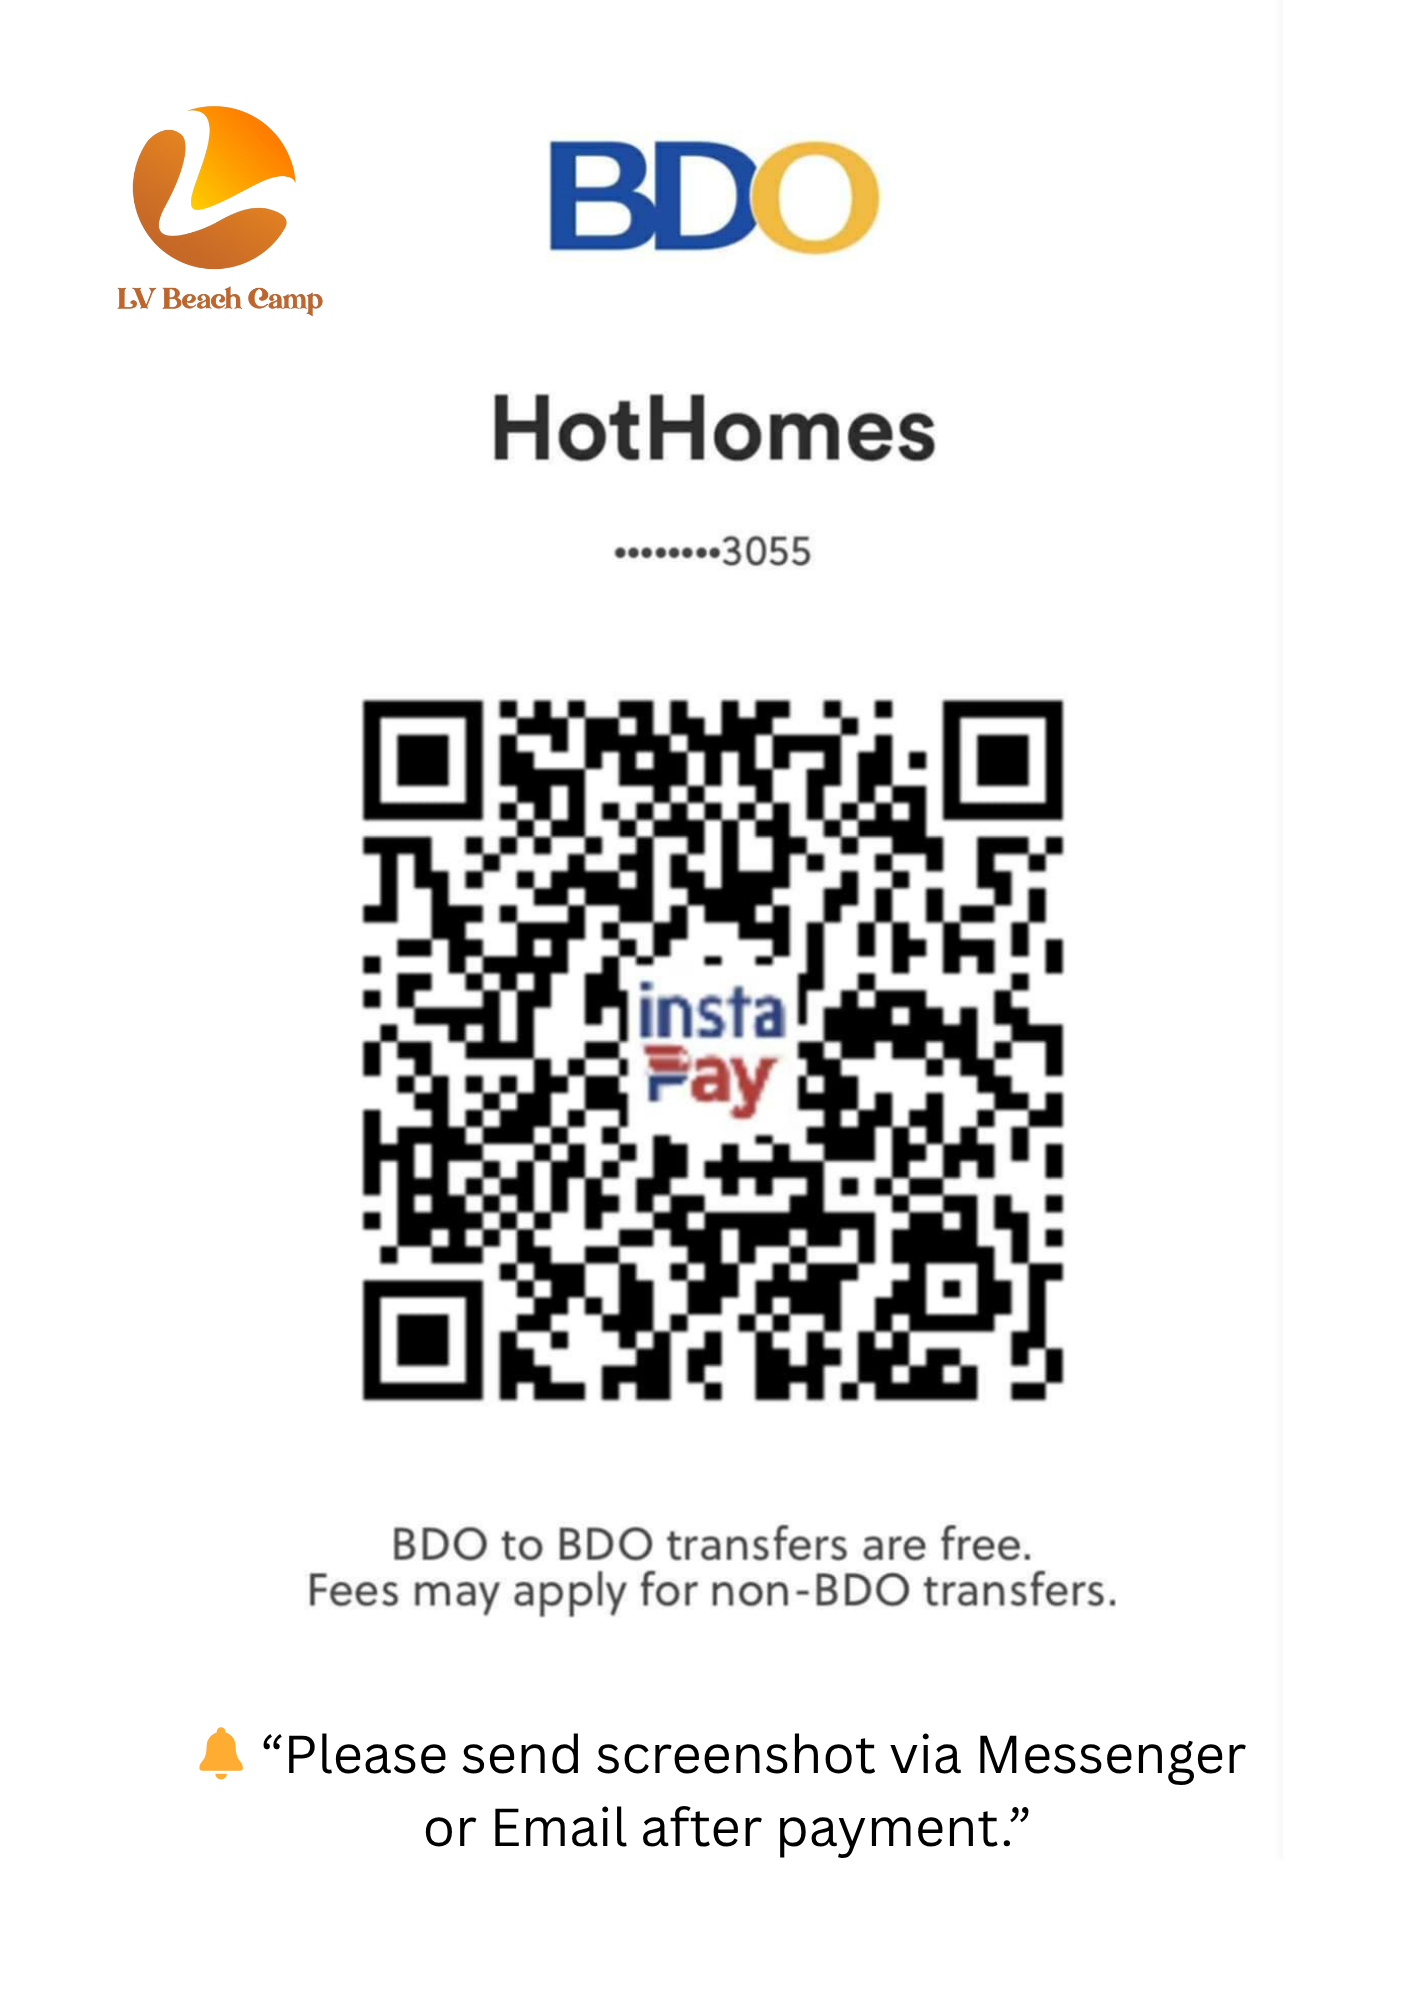 LV Beach Camp
BDO
HotHomes
••••••••3055
insta
Pay
BDO to BDO transfers are free.
Fees may apply for non-BDO transfers.
“Please send screenshot via Messenger
or Email after payment.”